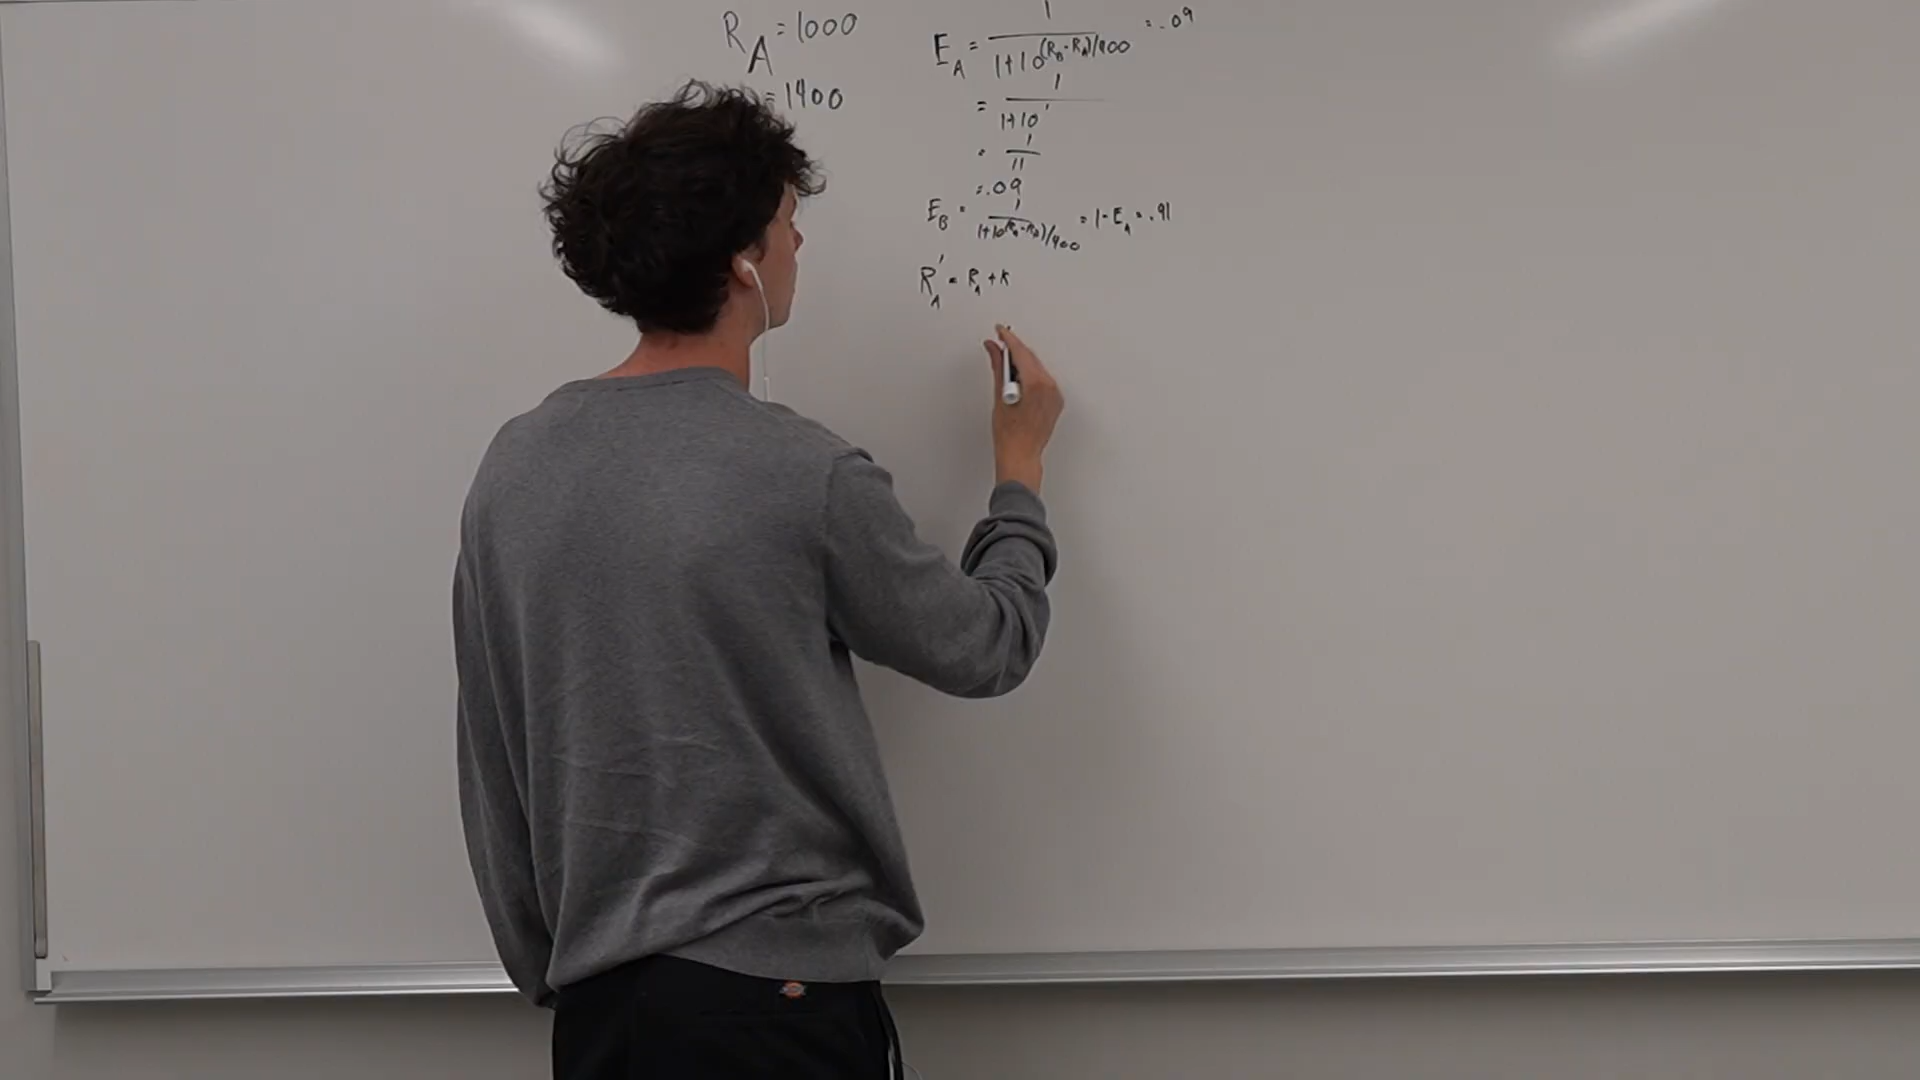 R_A = 1000
= 1400
E_A = 1/(1+10^((R_B - R_A)/400)) = .09
= 1/(1+10^1)
= 1/11
= .09
E_B = 1/(1+10^((R_A - R_B)/400)) = 1 - E_A = .91
R_A' = R_A + K